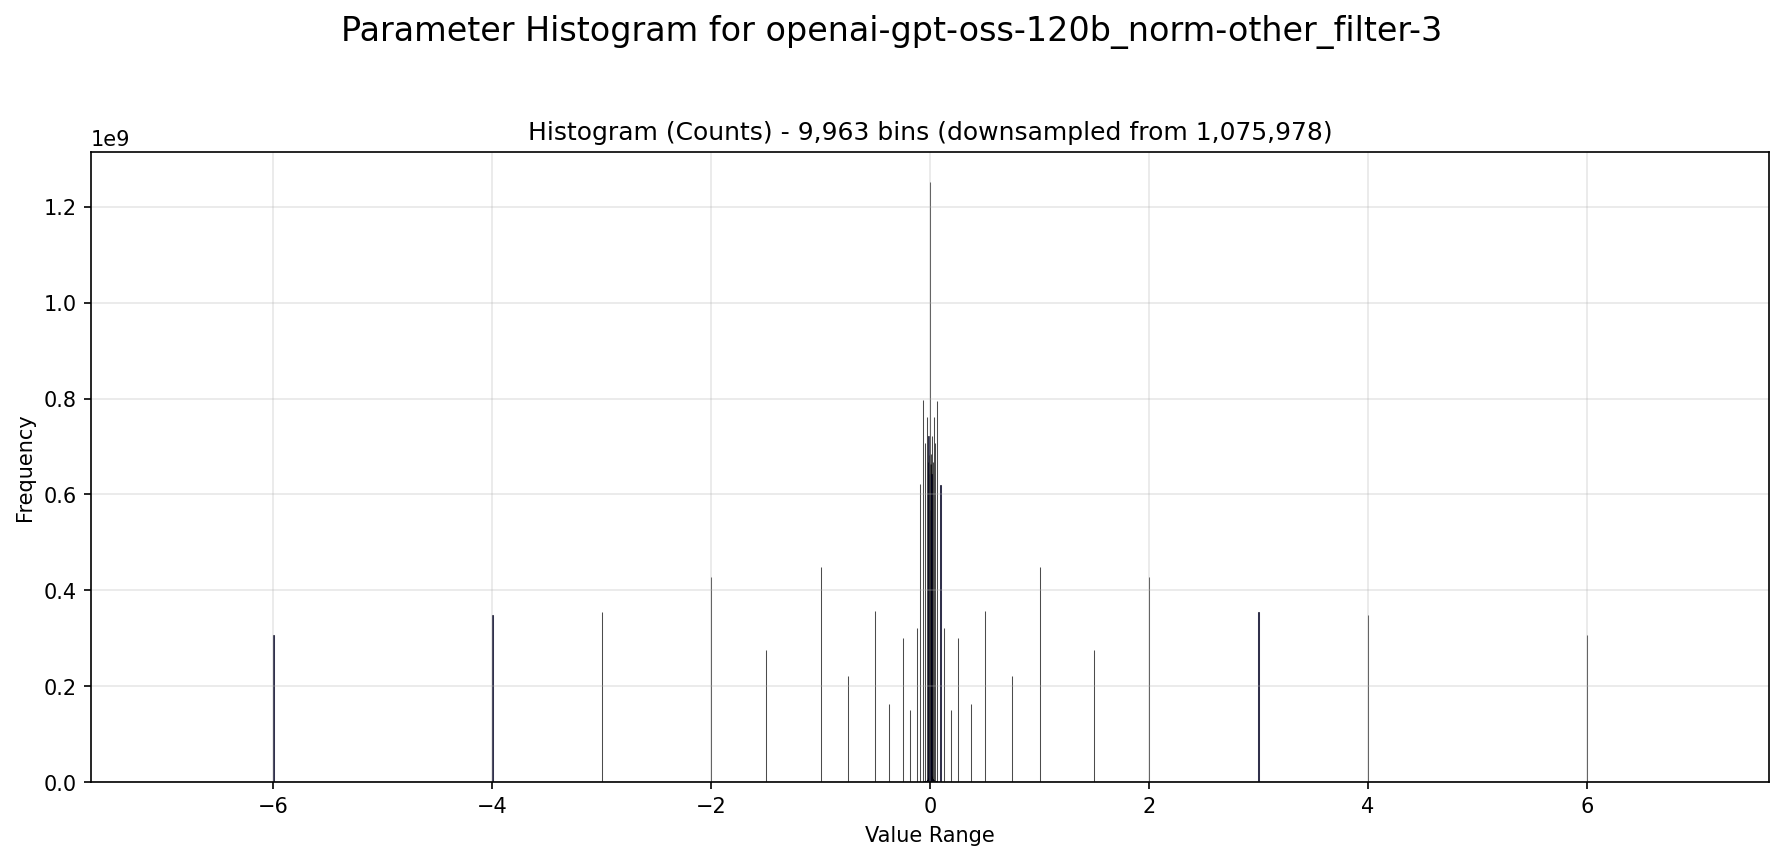 Parameter Histogram for openai-gpt-oss-120b_norm-other_filter-3
Histogram (Counts) - 9,963 bins (downsampled from 1,075,978)
1e9
1.2
1.0
0.8
0.6
0.4
0.2
0.0
Frequency
−6
−4
−2
0
2
4
6
Value Range